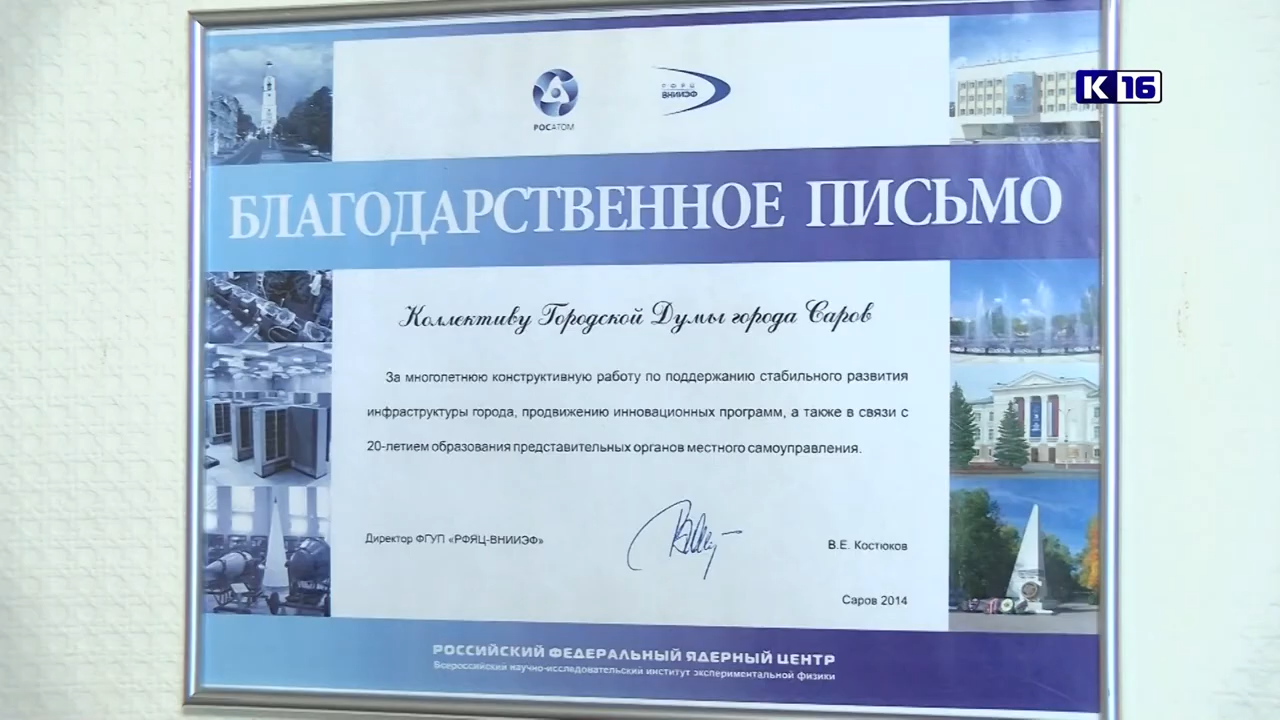 К 16
РОСАТОМ
РФЯЦ
ВНИИЭФ
БЛАГОДАРСТВЕННОЕ ПИСЬМО
Коллективу Городской Думы города Саров
За многолетнюю конструктивную работу по поддержанию стабильного развития
инфраструктуры города, продвижению инновационных программ, а также в связи с
20-летием образования представительных органов местного самоуправления.
Директор ФГУП «РФЯЦ-ВНИИЭФ»
В.Е. Костюков
Саров 2014
РОССИЙСКИЙ ФЕДЕРАЛЬНЫЙ ЯДЕРНЫЙ ЦЕНТР
Всероссийский научно-исследовательский институт экспериментальной физики